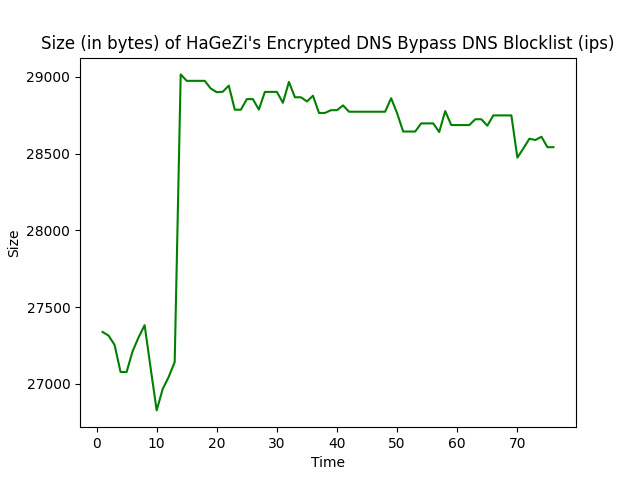 Size (in bytes) of HaGeZi's Encrypted DNS Bypass DNS Blocklist (ips)
29000
28500
28000
27500
27000
Size
0 10 20 30 40 50 60 70
Time